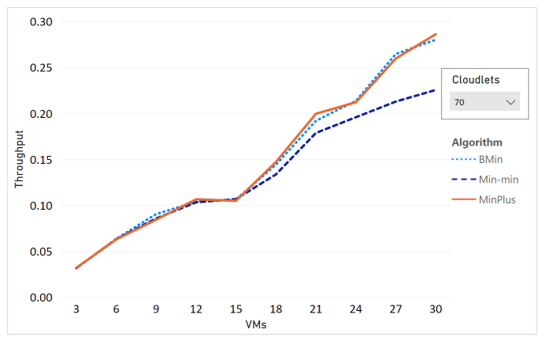 0.30
0.25
0.20
0.15
0.10
0.05
0.00
Throughput
3 6 9 12 15 18 21 24 27 30
VMs
Cloudlets
70
Algorithm
BMin
Min-min
MinPlus